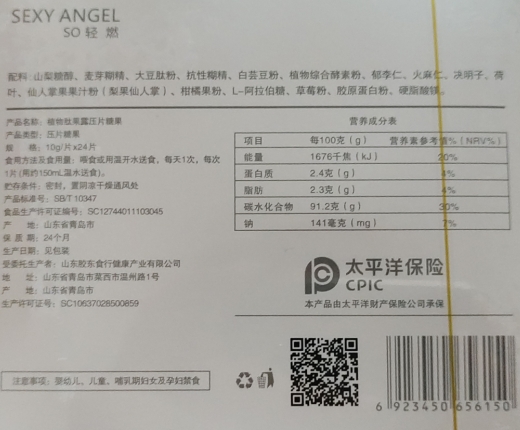 SEXY ANGEL
SO 轻 燃
配料：山梨糖醇、麦芽糊精、大豆肽粉、抗性糊精、白芸豆粉、植物综合酵素粉、郁李仁、火麻仁、决明子、荷
叶、仙人掌果果汁粉（梨果仙人掌）、柑橘果粉、L-阿拉伯糖、草莓粉、胶原蛋白粉、硬脂酸镁。
产品名称：植物肽果露压片糖果
产品类型：压片糖果
规 格：10g/片x24片
食用方法及食用量：嚼食或用温开水送食，每天1次，每次
1片(用约150mL温水送食)。
贮存条件：密封，置阴凉干燥通风处
产品标准号：SB/T 10347
食品生产许可证编号：SC12744011103045
产 地：山东省青岛市
保 质 期：24个月
生产日期：见包装
受委托生产者：山东胶东食行健康产业有限公司
地 址：山东省青岛市莱西市温州路1号
产 地：山东省青岛市
生产许可证号：SC10637028500859
注意事项：婴幼儿、儿童、哺乳期妇女及孕妇禁食
营养成分表
项目 每100克（g） 营养素参考值%（NRV%）
能量 1676千焦（kJ） 20%
蛋白质 2.4克（g） 4%
脂肪 2.3克（g） 4%
碳水化合物 91.2克（g） 30%
钠 141毫克（mg） 7%
太平洋保险
CPIC
本产品由太平洋财产保险公司承保
6 923450 656150